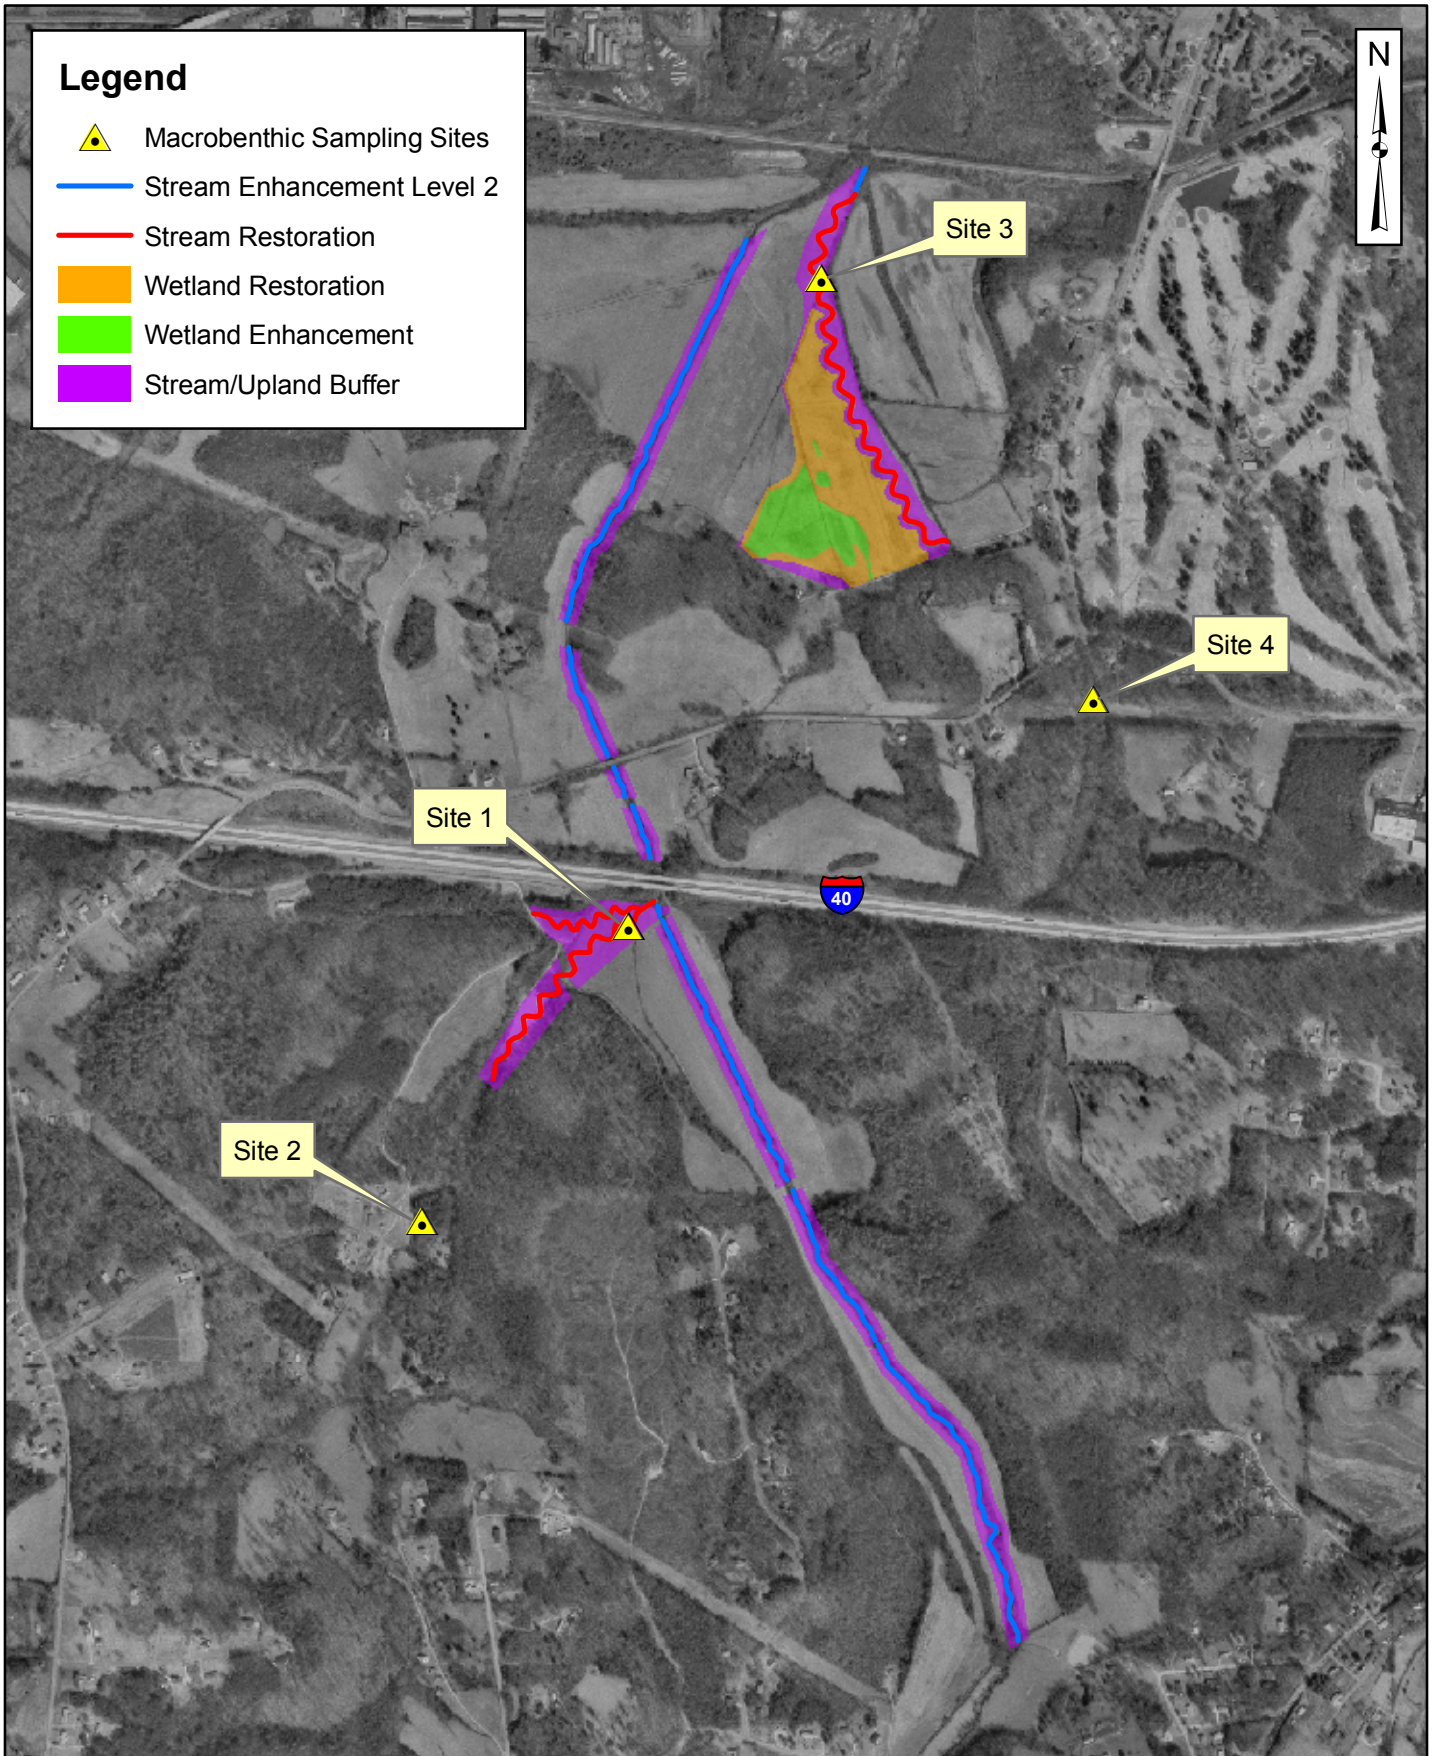 Legend
Macrobenthic Sampling Sites
Stream Enhancement Level 2
Stream Restoration
Wetland Restoration
Wetland Enhancement
Stream/Upland Buffer
N
Site 3
Site 4
Site 1
40
Site 2